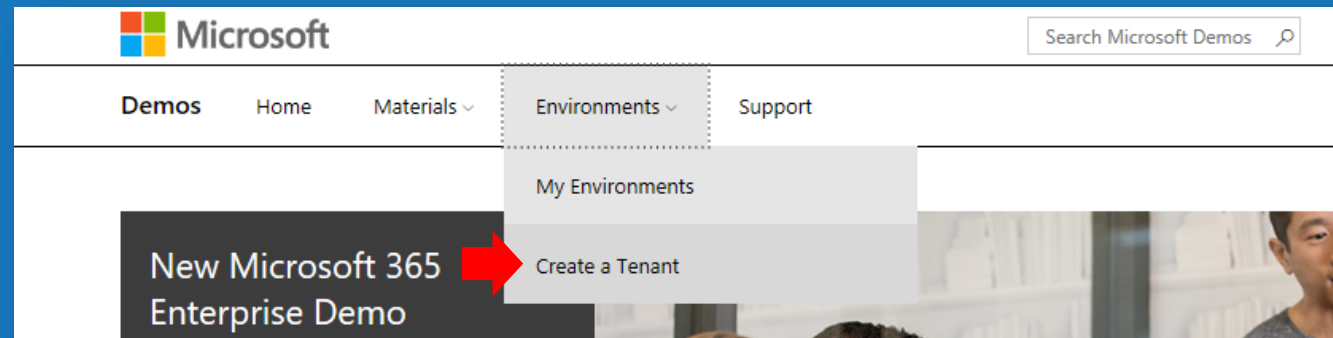 Microsoft
Search Microsoft Demos
Demos Home Materials Environments Support
My Environments
Create a Tenant
New Microsoft 365
Enterprise Demo